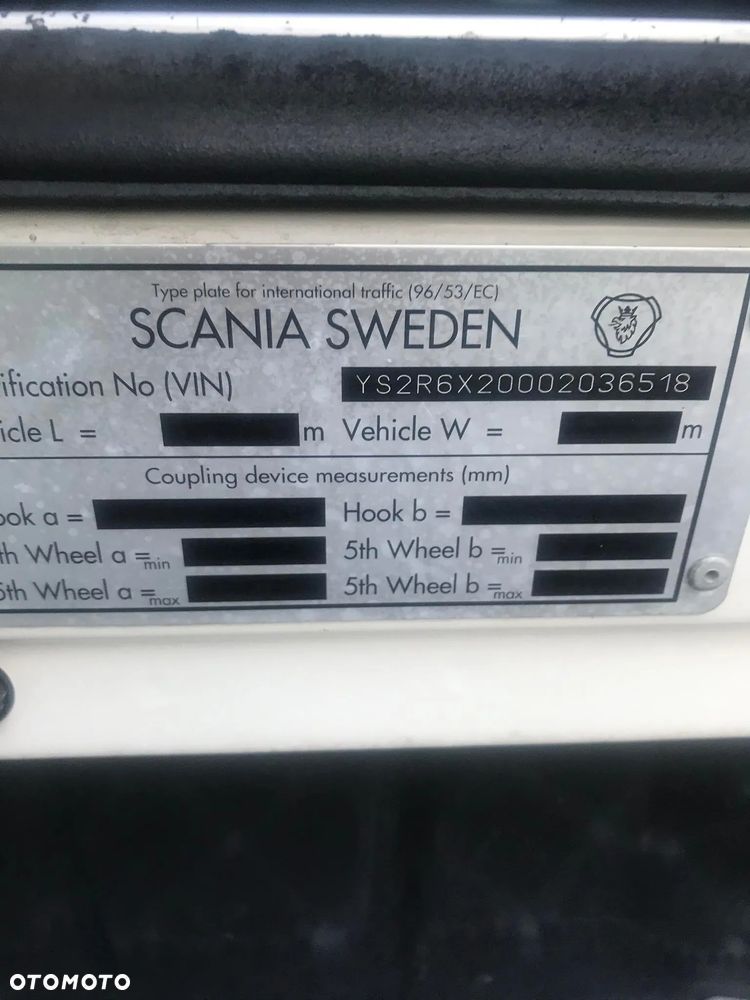 Type plate for international traffic (96/53/EC)
SCANIA SWEDEN
ification No (VIN) YS2R6X20002036518
icle L = m Vehicle W = m
Coupling device measurements (mm)
ook a = Hook b =
th Wheel a =min 5th Wheel b =min
5th Wheel a =max 5th Wheel b =max
OTOMOTO